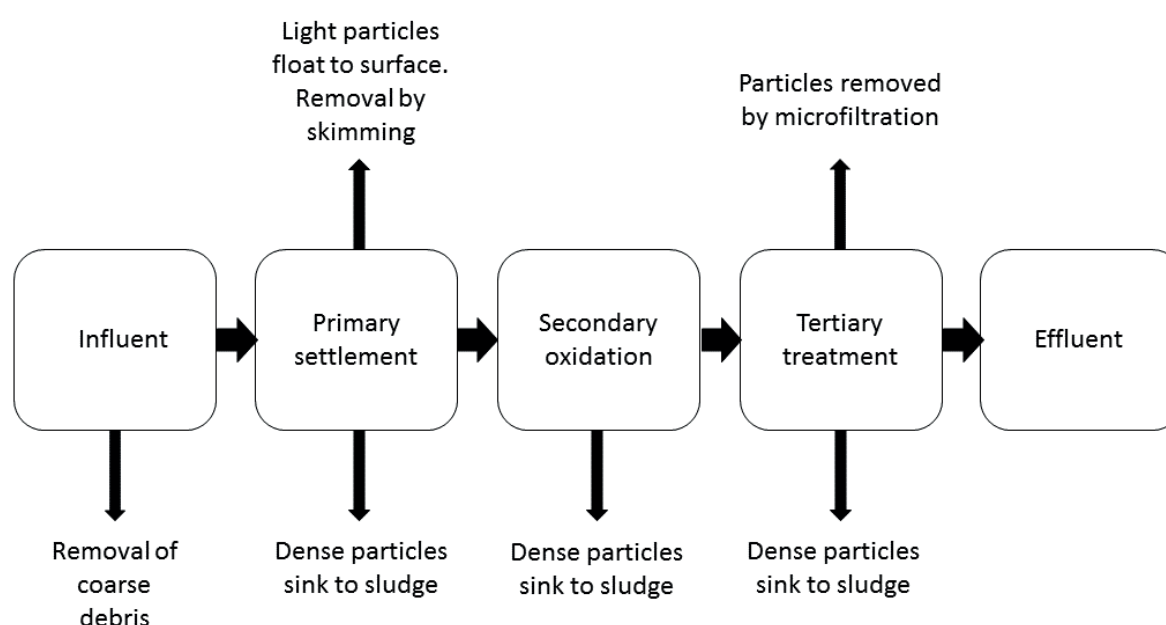 Light particles
float to surface.
Removal by
skimming
Particles removed
by microfiltration
Influent
Primary
settlement
Secondary
oxidation
Tertiary
treatment
Effluent
Removal of
coarse
debris
Dense particles
sink to sludge
Dense particles
sink to sludge
Dense particles
sink to sludge